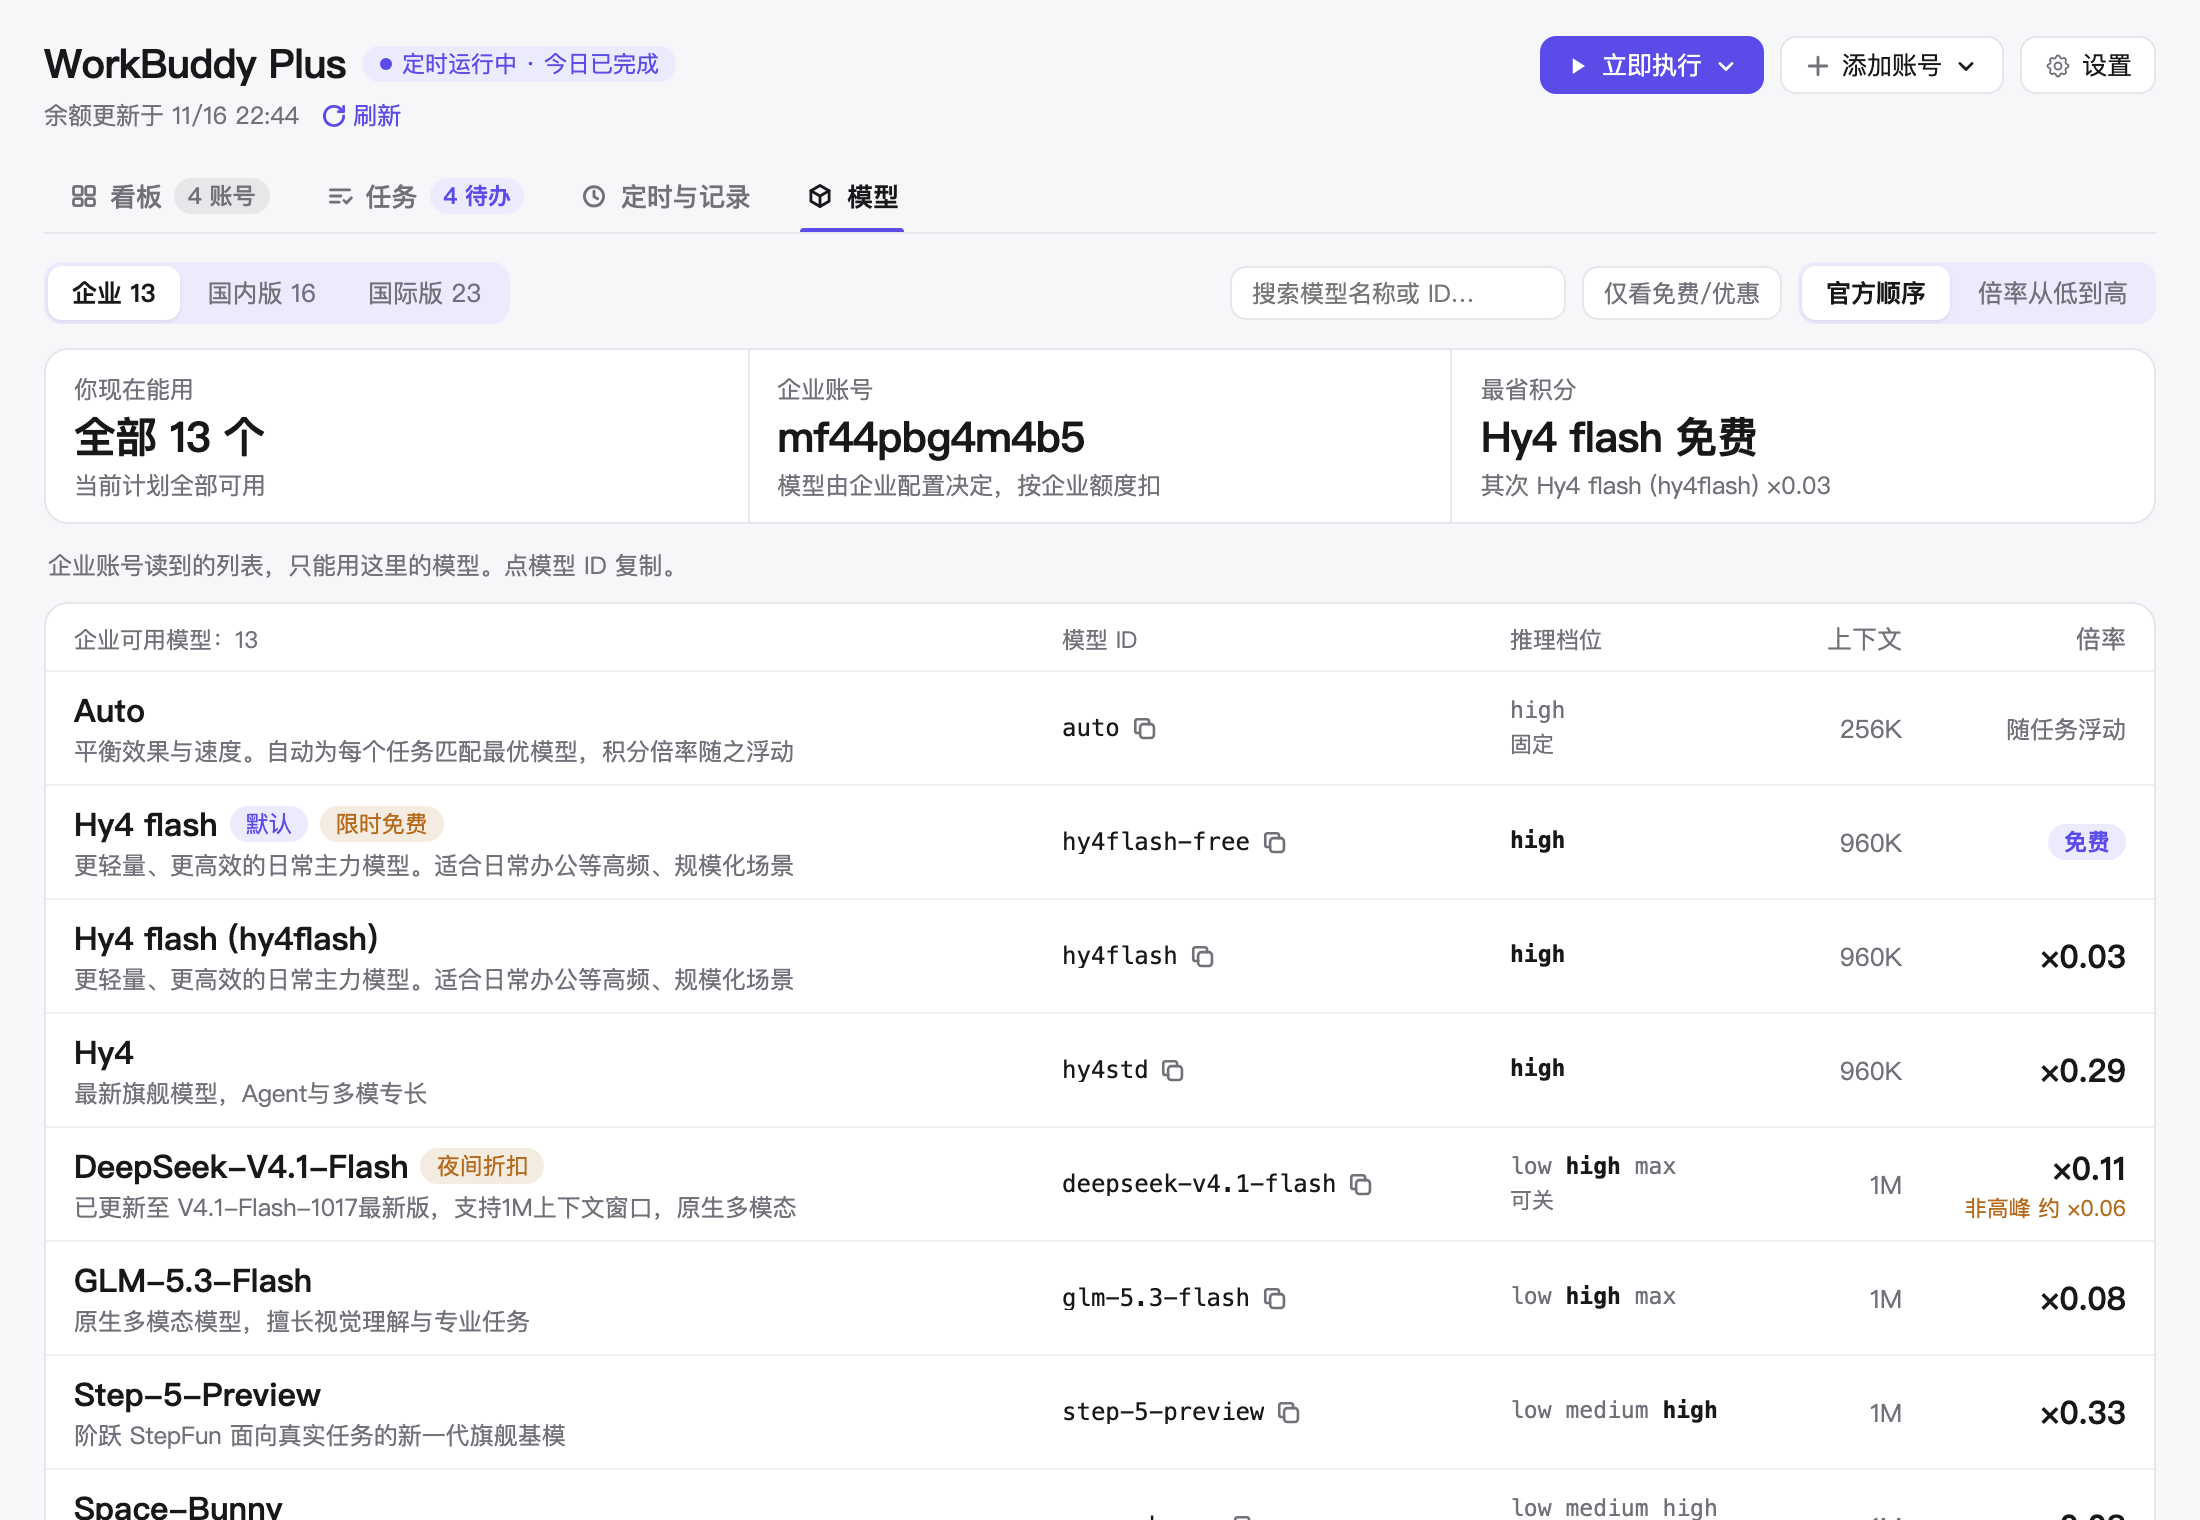 WorkBuddy Plus 定时运行中 · 今日已完成 立即执行 添加账号 设置
余额更新于 11/16 22:44 刷新
看板 4 账号 任务 4 待办 定时与记录 模型
企业 13 国内版 16 国际版 23 搜索模型名称或 ID... 仅看免费/优惠 官方顺序 倍率从低到高
你现在能用
全部 13 个
当前计划全部可用
企业账号
mf44pbg4m4b5
模型由企业配置决定，按企业额度扣
最省积分
Hy4 flash 免费
其次 Hy4 flash (hy4flash) ×0.03
企业账号读到的列表，只能用这里的模型。点模型 ID 复制。
企业可用模型：13 模型 ID 推理档位 上下文 倍率
Auto
平衡效果与速度。自动为每个任务匹配最优模型，积分倍率随之浮动
auto
high
固定
256K
随任务浮动
Hy4 flash 默认 限时免费
更轻量、更高效的日常主力模型。适合日常办公等高频、规模化场景
hy4flash-free
high
960K
免费
Hy4 flash (hy4flash)
更轻量、更高效的日常主力模型。适合日常办公等高频、规模化场景
hy4flash
high
960K
×0.03
Hy4
最新旗舰模型，Agent与多模专长
hy4std
high
960K
×0.29
DeepSeek-V4.1-Flash 夜间折扣
已更新至 V4.1-Flash-1017最新版，支持1M上下文窗口，原生多模态
deepseek-v4.1-flash
low high max
可关
1M
×0.11
非高峰 约 ×0.06
GLM-5.3-Flash
原生多模态模型，擅长视觉理解与专业任务
glm-5.3-flash
low high max
1M
×0.08
Step-5-Preview
阶跃 StepFun 面向真实任务的新一代旗舰基模
step-5-preview
low medium high
1M
×0.33
Space-Bunny
low medium high